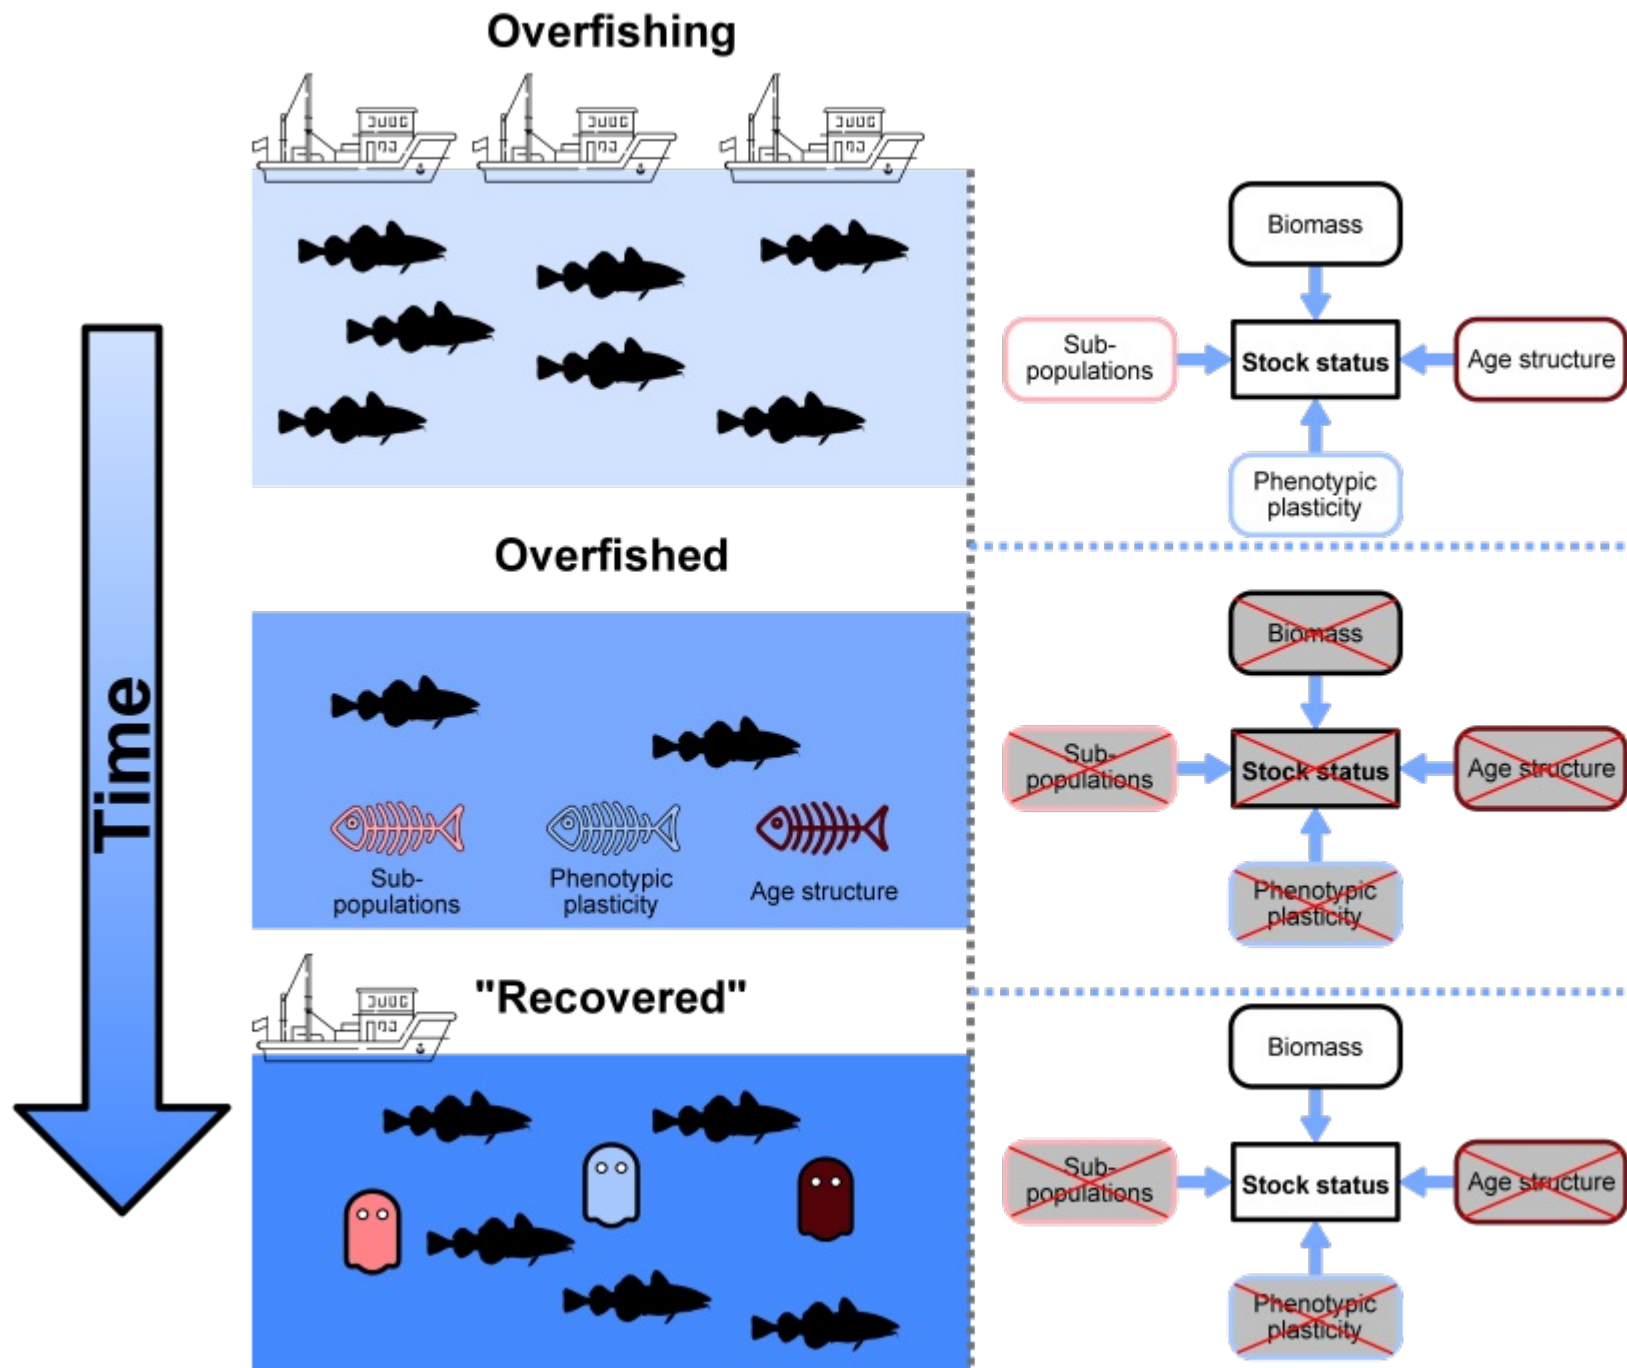 Overfishing
Biomass
Sub-
populations
Stock status
Age structure
Phenotypic
plasticity
Time
Overfished
Sub-
populations
Phenotypic
plasticity
Age structure
Biomass
Sub-
populations
Stock status
Age structure
Phenotypic
plasticity
"Recovered"
Biomass
Sub-
populations
Stock status
Age structure
Phenotypic
plasticity